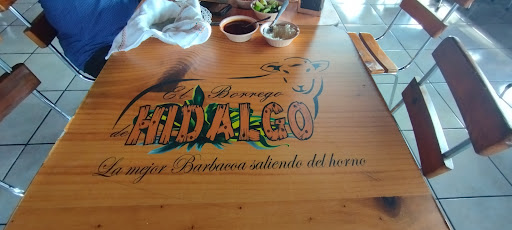 El Borrego
de
HIDALGO
La mejor Barbacoa saliendo del horno